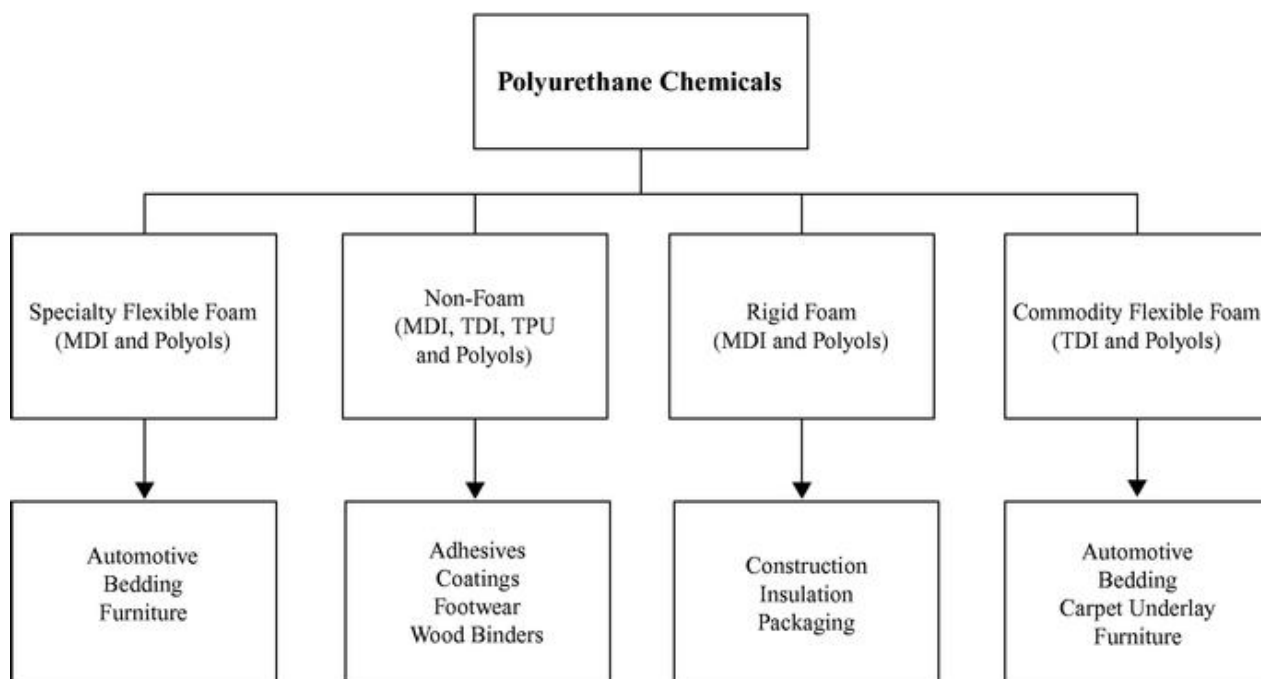 Polyurethane Chemicals
Specialty Flexible Foam
(MDI and Polyols)
Non-Foam
(MDI, TDI, TPU
and Polyols)
Rigid Foam
(MDI and Polyols)
Commodity Flexible Foam
(TDI and Polyols)
Automotive
Bedding
Furniture
Adhesives
Coatings
Footwear
Wood Binders
Construction
Insulation
Packaging
Automotive
Bedding
Carpet Underlay
Furniture